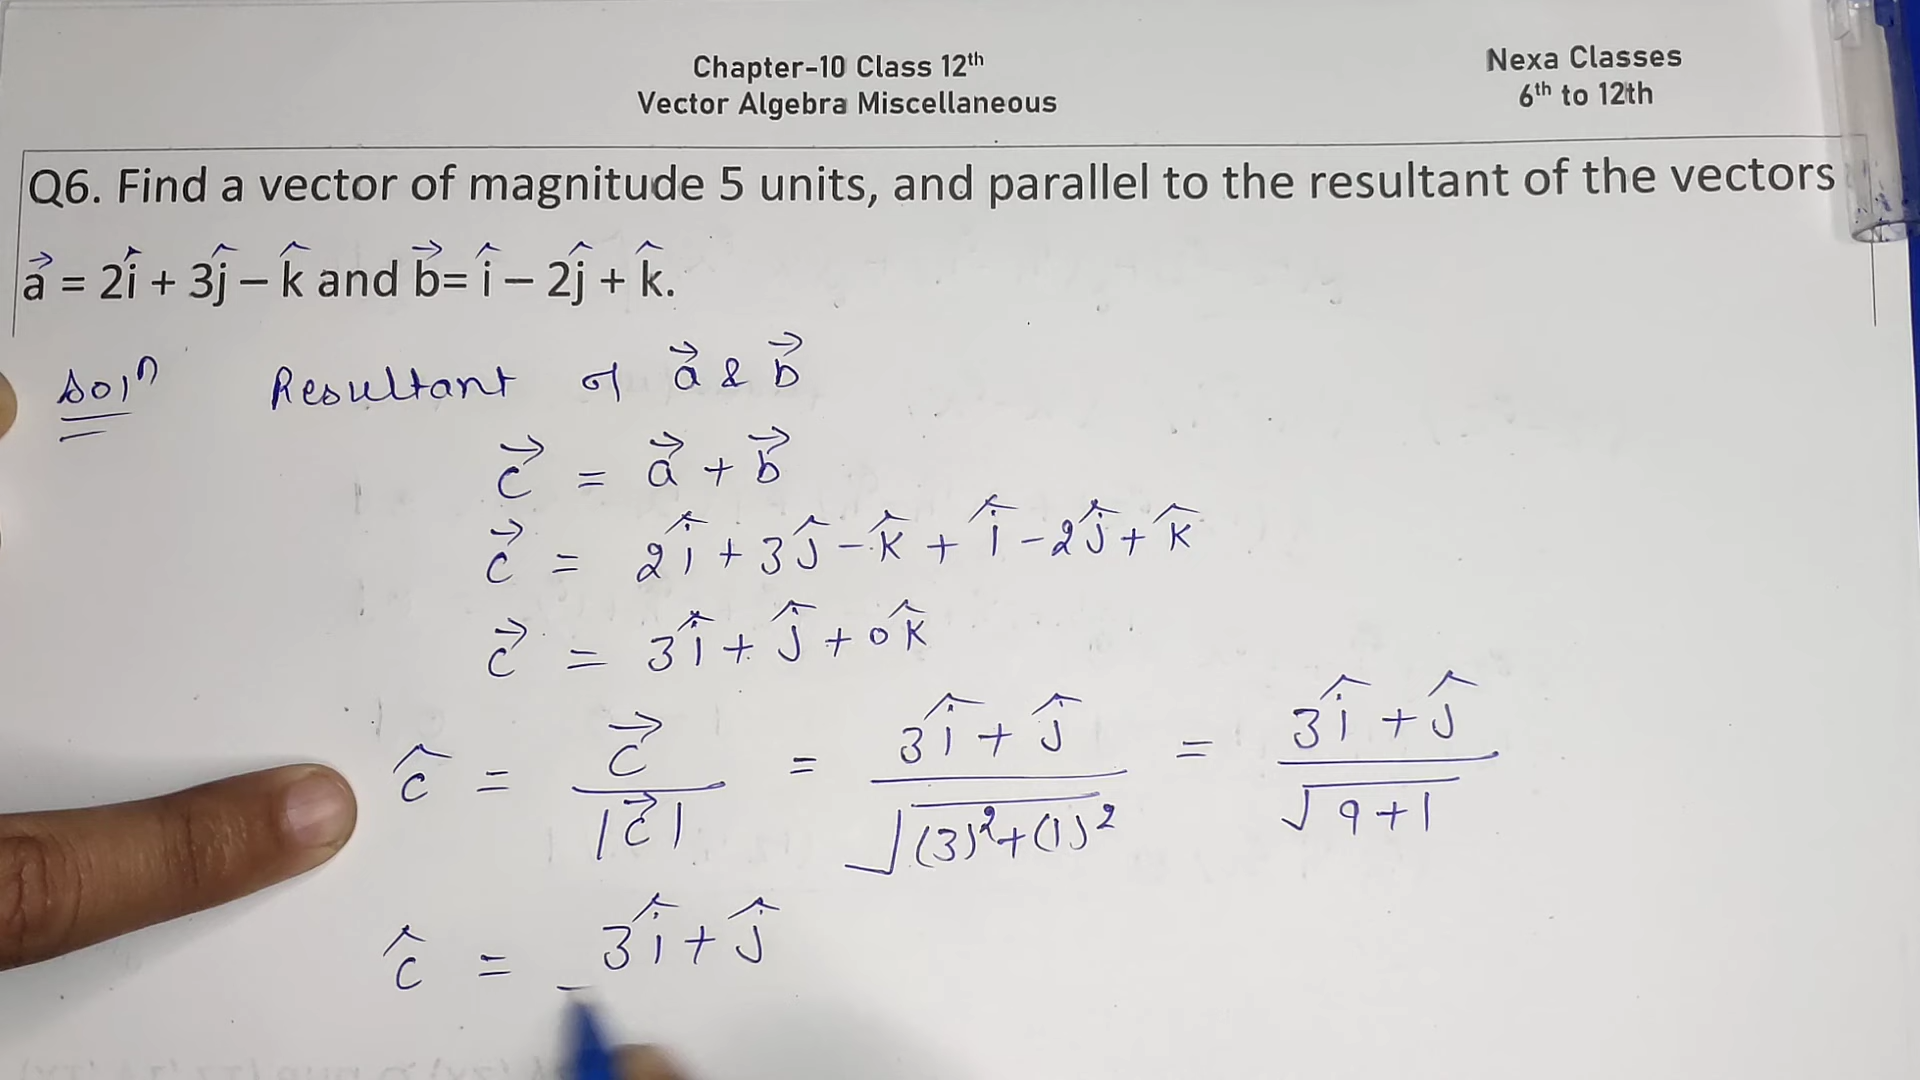 Chapter-10 Class 12th
Vector Algebra Miscellaneous
Nexa Classes
6th to 12th
Q6. Find a vector of magnitude 5 units, and parallel to the resultant of the vectors
a⃗ = 2î + 3ĵ – k̂ and b⃗= î – 2ĵ + k̂.
Solⁿ Resultant of a⃗ & b⃗
c⃗ = a⃗ + b⃗
c⃗ = 2î + 3ĵ - k̂ + î - 2ĵ + k̂
c⃗ = 3î + ĵ + 0k̂
ĉ = c⃗ / |c⃗| = 3î + ĵ / √(3)² + (1)² = 3î + ĵ / √9+1
ĉ = 3î + ĵ